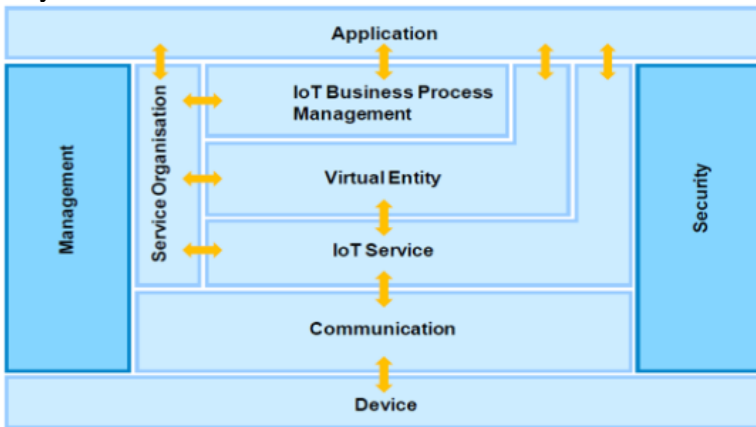 Application
IoT Business Process
Management
Service Organisation
Management
Virtual Entity
Security
IoT Service
Communication
Device